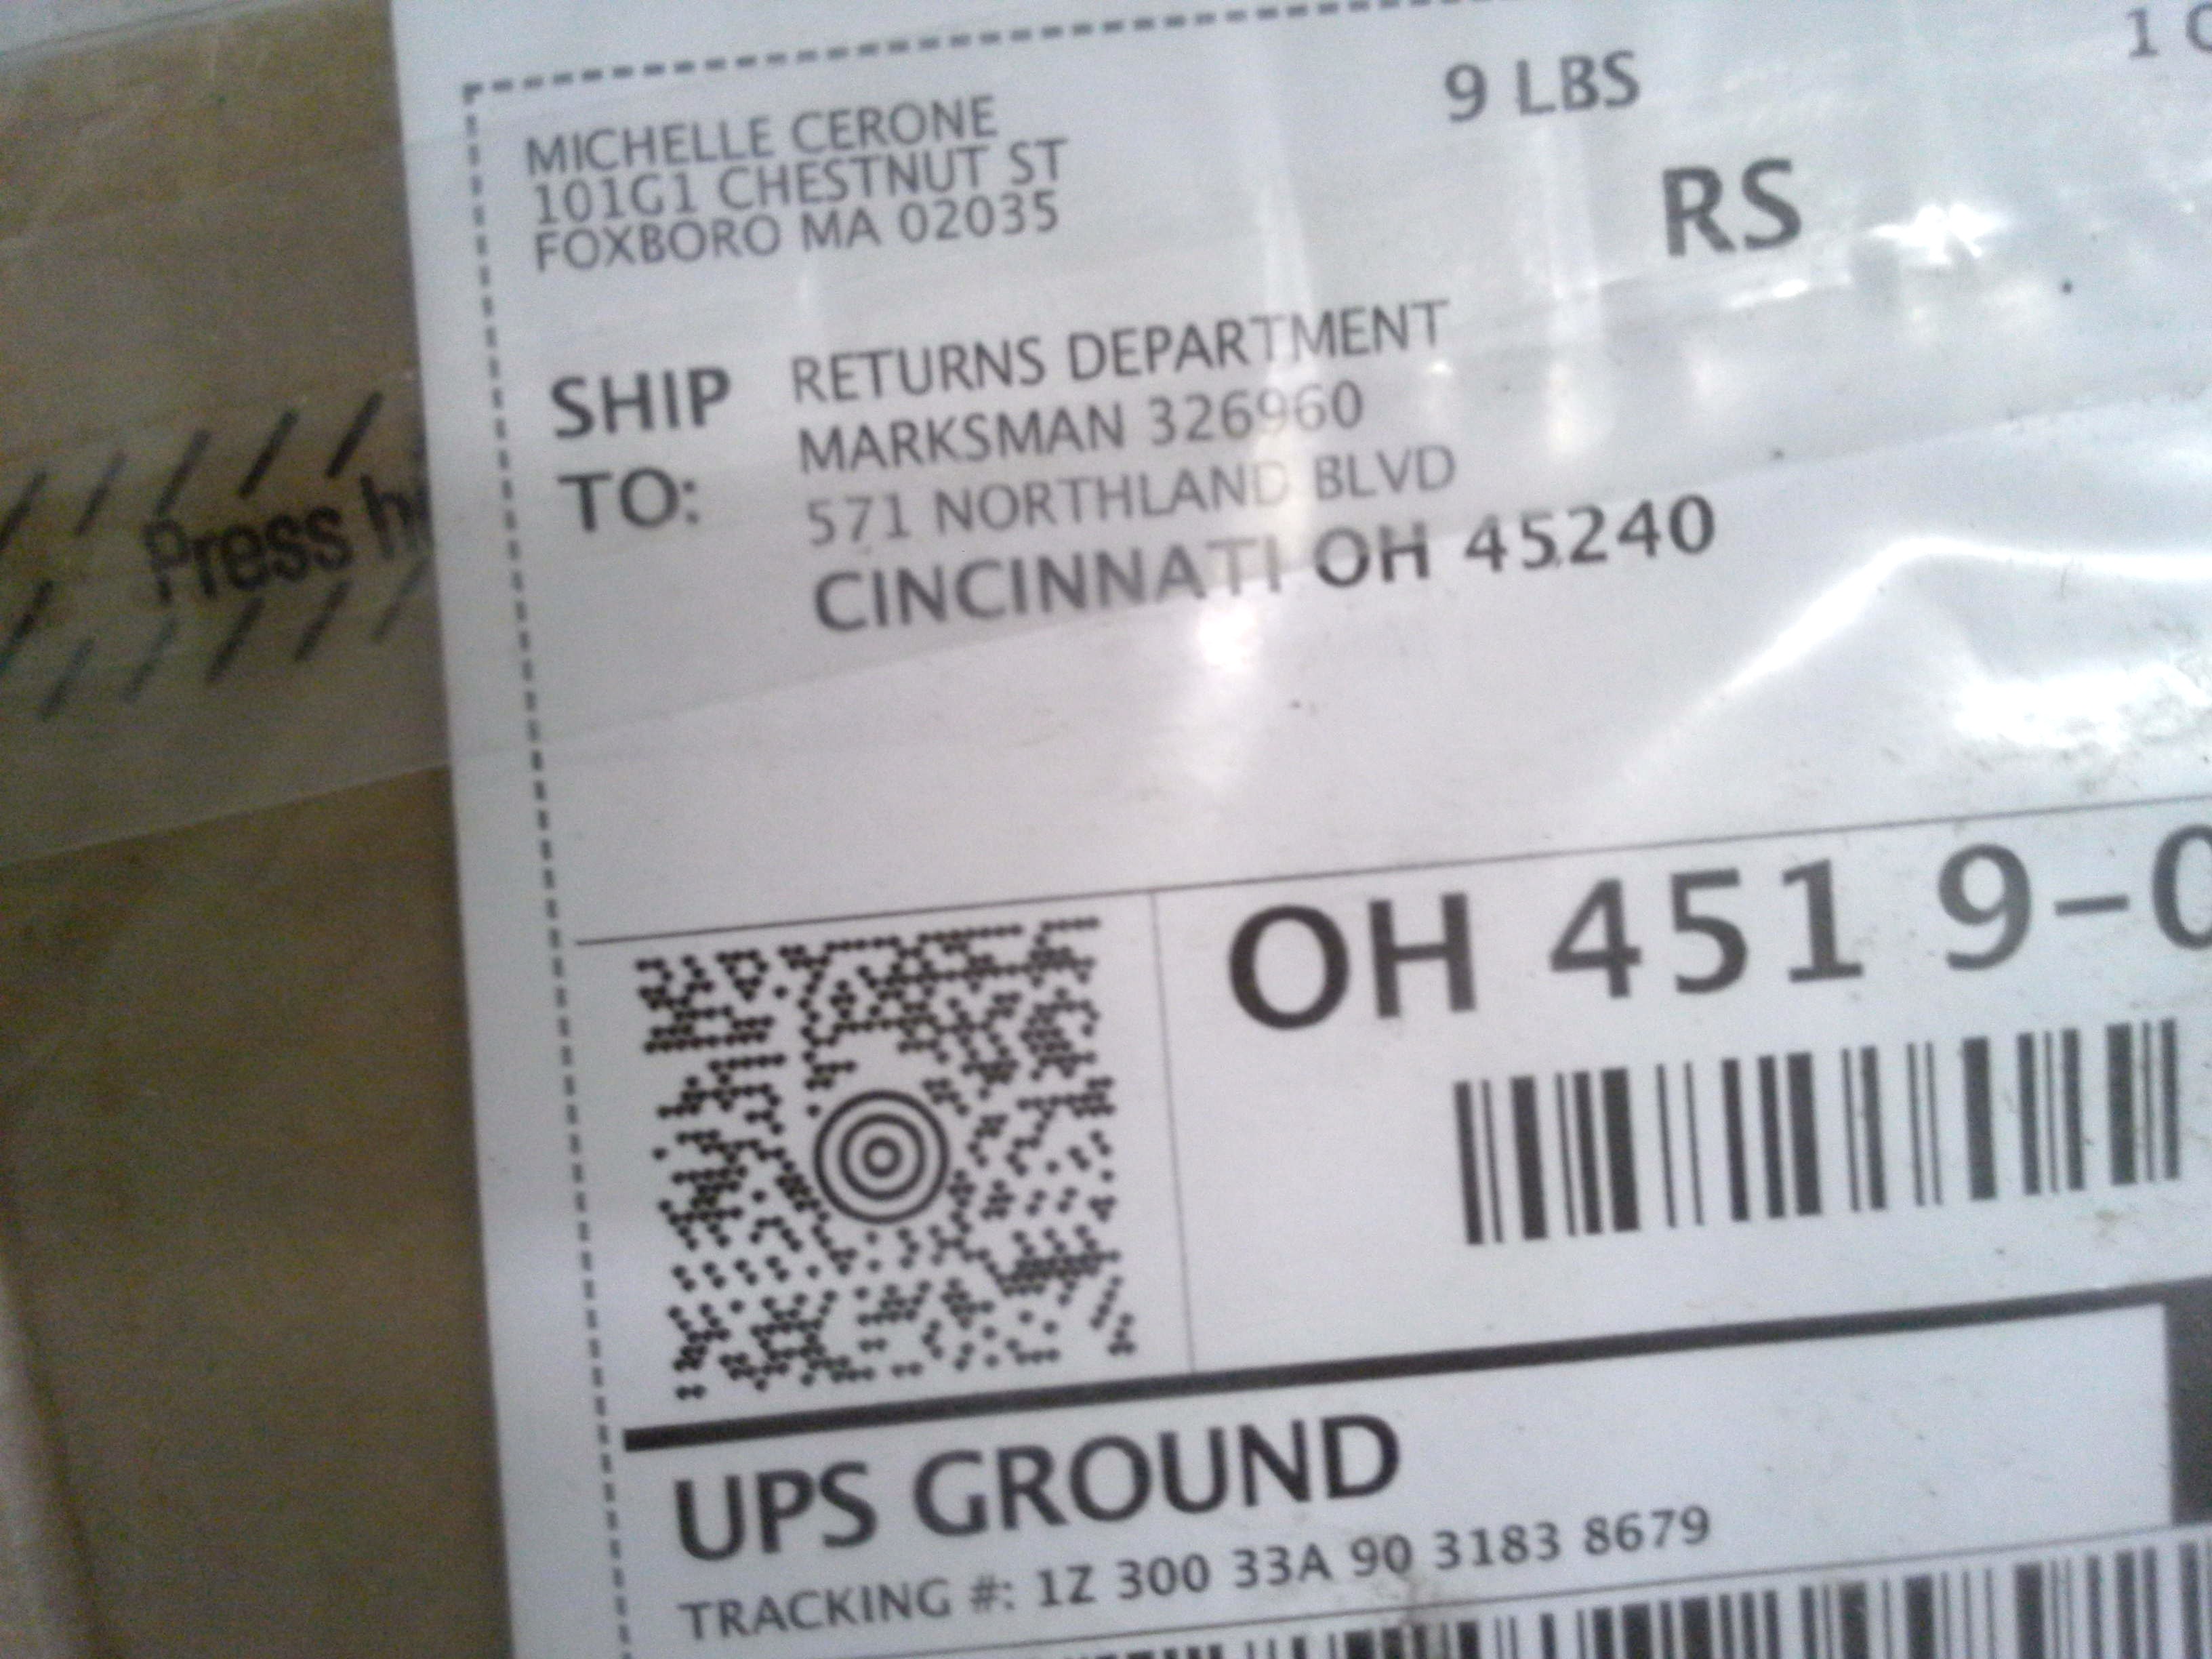 MICHELLE CERONE
101G1 CHESTNUT ST
FOXBORO MA 02035
9 LBS
1
RS
SHIP TO:
RETURNS DEPARTMENT
MARKSMAN 326960
571 NORTHLAND BLVD
CINCINNATI OH 45240
Press
OH 451 9-0
UPS GROUND
TRACKING #: 1Z 300 33A 90 3183 8679